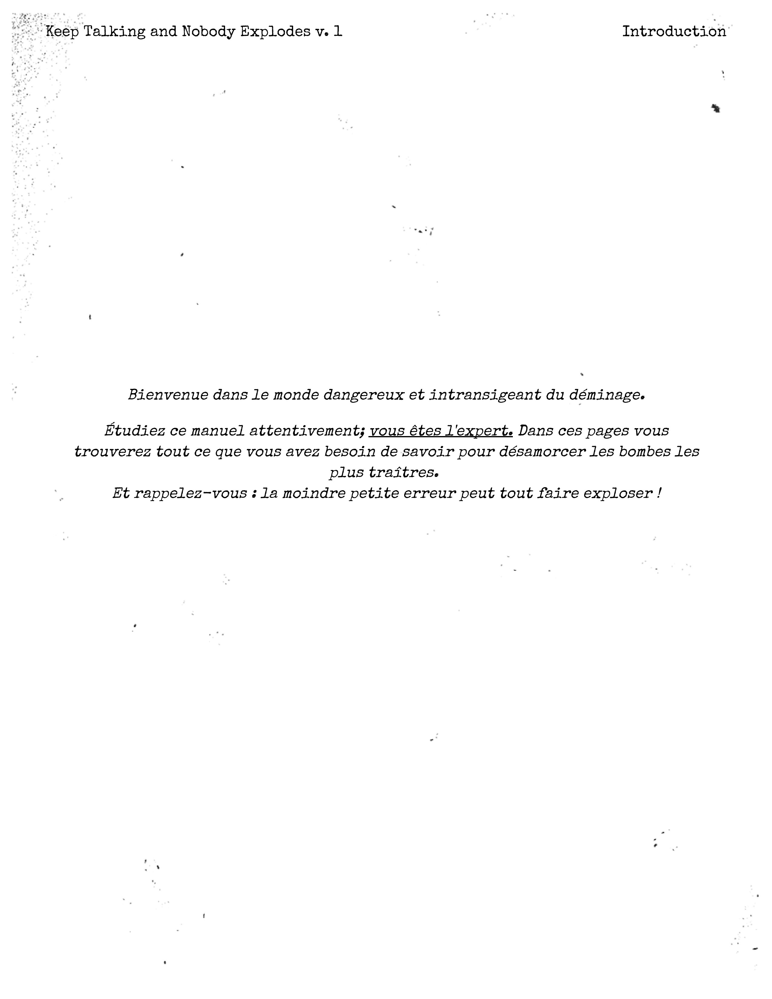 Keep Talking and Nobody Explodes v. 1
Introduction
Bienvenue dans le monde dangereux et intransigeant du déminage.
Étudiez ce manuel attentivement; vous êtes l'expert. Dans ces pages vous
trouverez tout ce que vous avez besoin de savoir pour désamorcer les bombes les
plus traîtres.
Et rappelez-vous : la moindre petite erreur peut tout faire exploser !